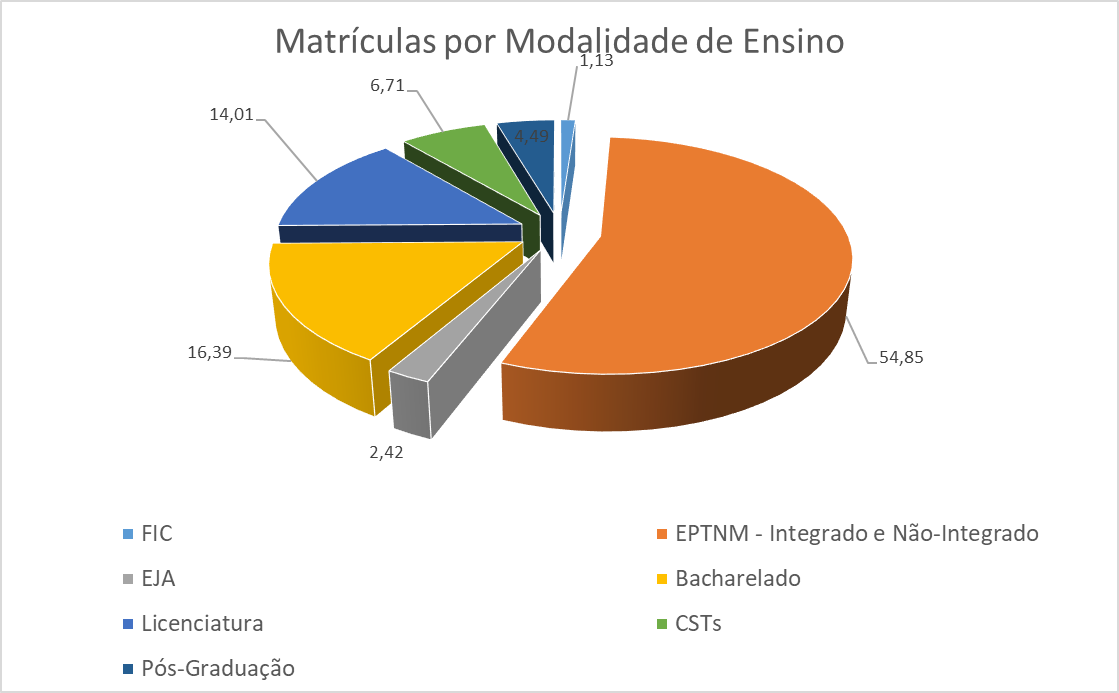 Matrículas por Modalidade de Ensino
1,13
6,71
14,01
4,49
16,39
54,85
2,42
FIC
EPTNM - Integrado e Não-Integrado
EJA
Bacharelado
Licenciatura
CSTs
Pós-Graduação